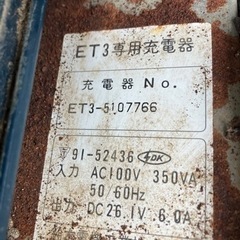 ET3専用充電器
充電器No.
ET3-5107766
91-52436
入力 AC100V 350VA
50/60Hz
出力 DC26.1V 6.0A